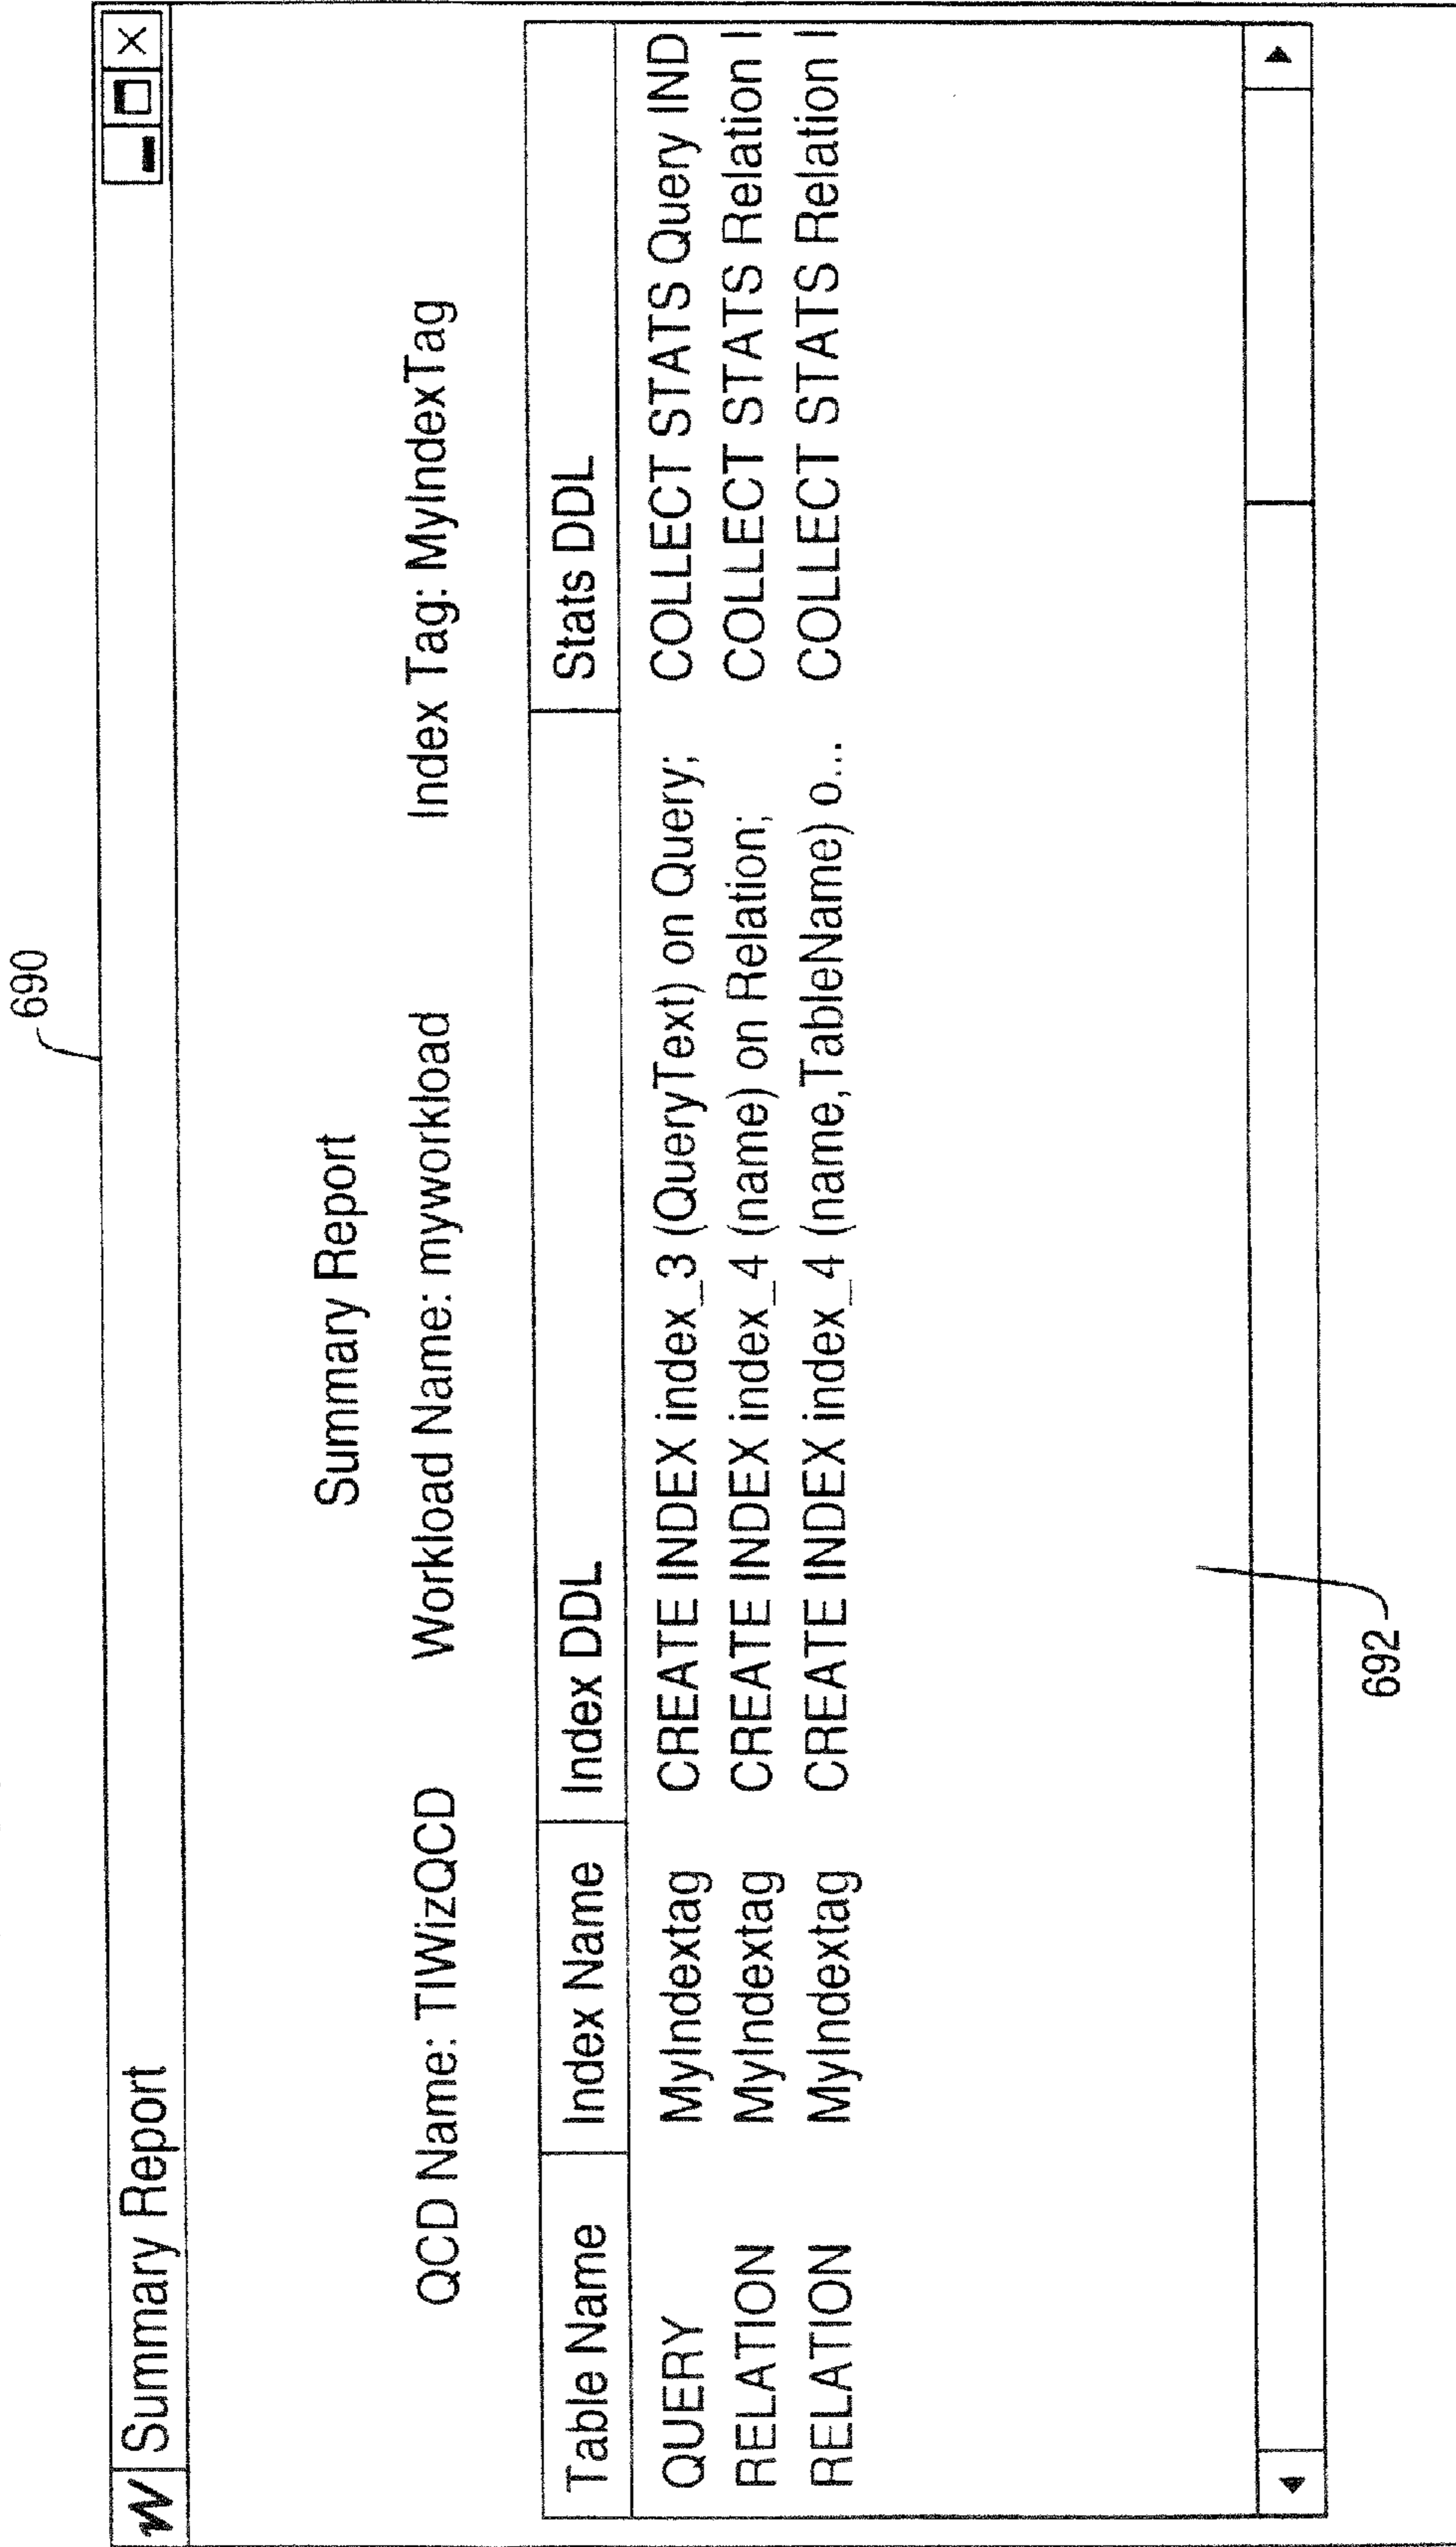 690
W Summary Report
Summary Report
QCD Name: TIWizQCD Workload Name: myworkload Index Tag: MyIndexTag
Table Name Index Name Index DDL Stats DDL
QUERY MyIndextag CREATE INDEX index_3 (QueryText) on Query; COLLECT STATS Query IND
RELATION MyIndextag CREATE INDEX index_4 (name) on Relation; COLLECT STATS Relation I
RELATION MyIndextag CREATE INDEX index_4 (name,TableName) o... COLLECT STATS Relation I
692